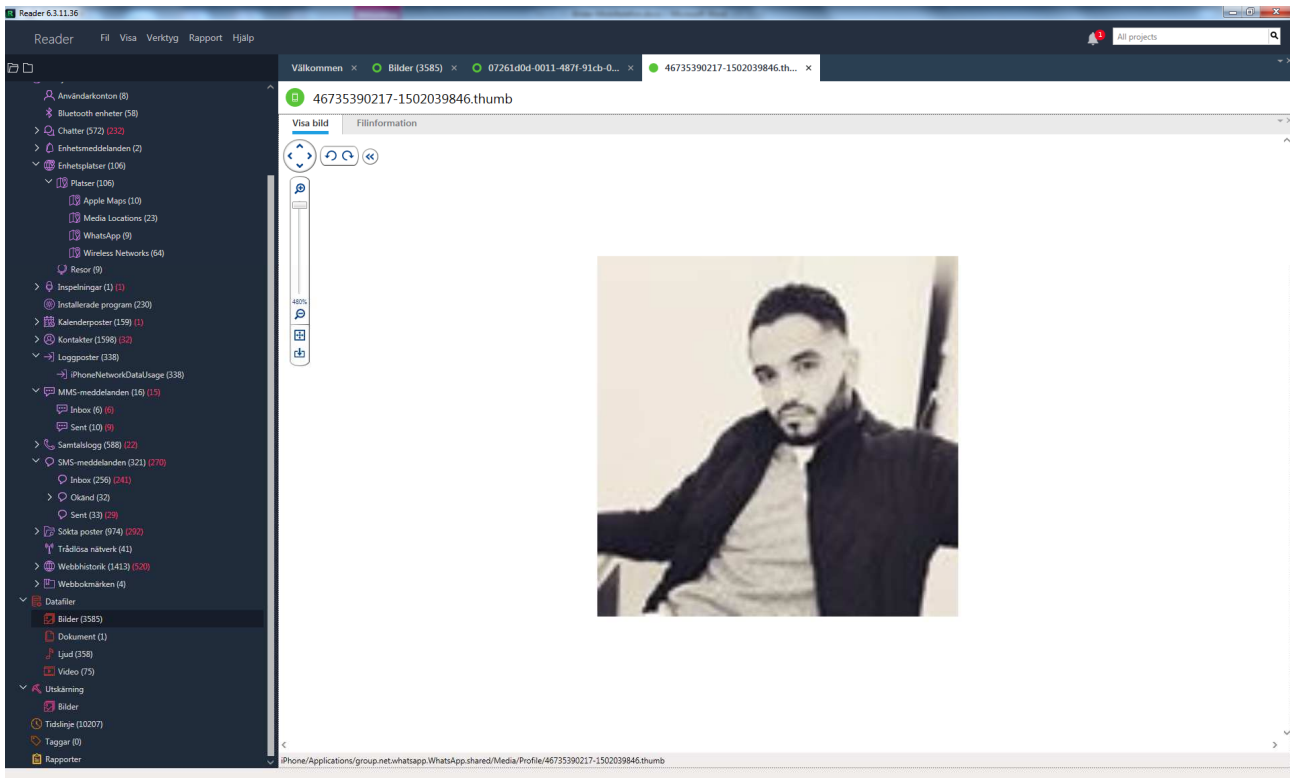 Reader 6.3.11.36
Reader Fil Visa Verktyg Rapport Hjälp
1
All projects
Välkommen × Bilder (3585) × 07261d0d-0011-487f-91cb-0... × 46735390217-1502039846.th... ×
46735390217-1502039846.thumb
Visa bild Filinformation
480%
Användarkonton (8)
Bluetooth enheter (58)
Chatter (572) (232)
Enhetsmeddelanden (2)
Enhetsplatser (106)
Platser (106)
Apple Maps (10)
Media Locations (23)
WhatsApp (9)
Wireless Networks (64)
Resor (9)
Inspelningar (1) (1)
Installerade program (230)
Kalenderposter (159) (1)
Kontakter (1598) (32)
Loggposter (338)
iPhoneNetworkDataUsage (338)
MMS-meddelanden (16) (15)
Inbox (6) (6)
Sent (10) (9)
Samtalslogg (588) (22)
SMS-meddelanden (321) (270)
Inbox (256) (241)
Okänd (32)
Sent (33) (29)
Sökta poster (974) (292)
Trådlösa nätverk (41)
Webbhistorik (1413) (520)
Webbokmärken (4)
Datafiler
Bilder (3585)
Dokument (1)
Ljud (358)
Video (75)
Utskärning
Bilder
Tidslinje (10207)
Taggar (0)
Rapporter
iPhone/Applications/group.net.whatsapp.WhatsApp.shared/Media/Profile/46735390217-1502039846.thumb